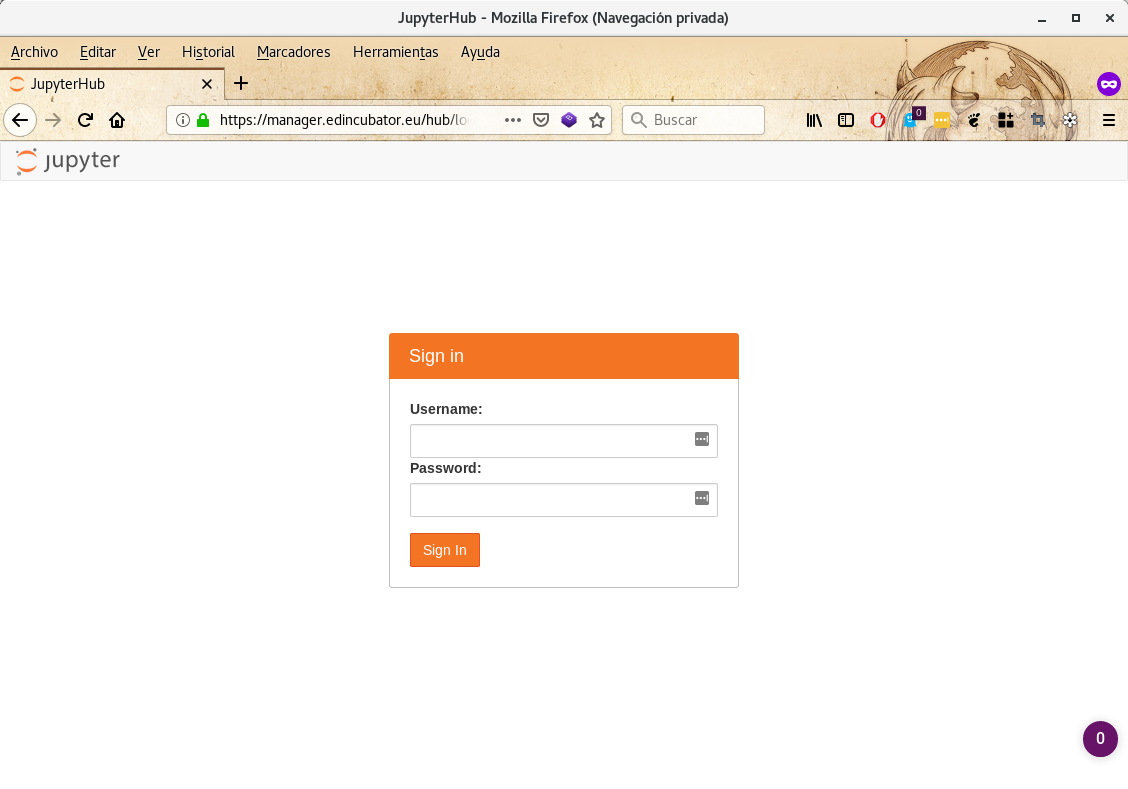 JupyterHub - Mozilla Firefox (Navegación privada)
Archivo Editar Ver Historial Marcadores Herramientas Ayuda
JupyterHub
https://manager.edincubator.eu/hub/lo
Buscar
0
jupyter
Sign in
Username:
Password:
Sign In
0